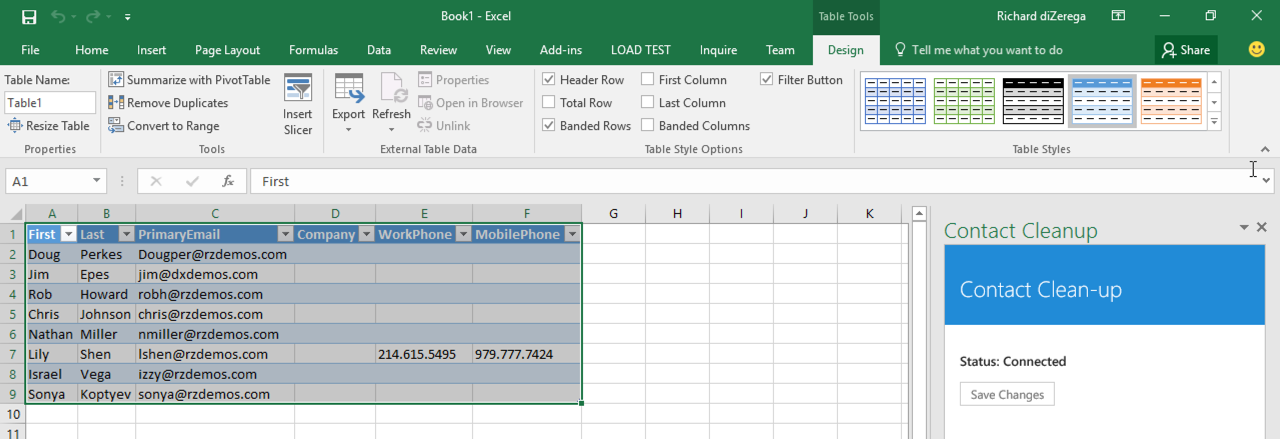 Book1 - Excel
Table Tools
Richard diZerega
File Home Insert Page Layout Formulas Data Review View Add-ins LOAD TEST Inquire Team Design Tell me what you want to do Share
Table Name:
Table1
Resize Table
Properties
Summarize with PivotTable
Remove Duplicates
Convert to Range
Insert
Slicer
Tools
Export
Refresh
Properties
Open in Browser
Unlink
External Table Data
Header Row
First Column
Filter Button
Total Row
Last Column
Banded Rows
Banded Columns
Table Style Options
Table Styles
A1
fx
First
A B C D E F G H I J K
1 First Last PrimaryEmail Company WorkPhone MobilePhone
2 Doug Perkes Dougper@rzdemos.com
3 Jim Epes jim@dxdemos.com
4 Rob Howard robh@rzdemos.com
5 Chris Johnson chris@rzdemos.com
6 Nathan Miller nmiller@rzdemos.com
7 Lily Shen lshen@rzdemos.com 214.615.5495 979.777.7424
8 Israel Vega izzy@rzdemos.com
9 Sonya Koptyev sonya@rzdemos.com
10
11
Contact Cleanup
Contact Clean-up
Status: Connected
Save Changes